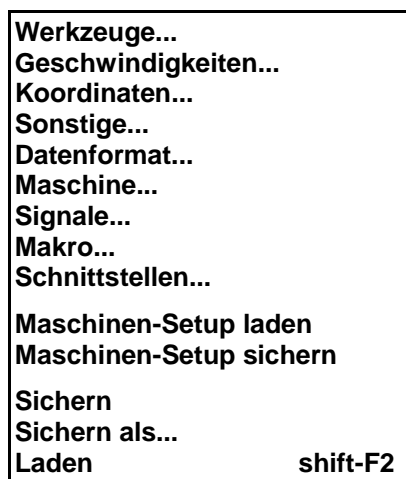 Werkzeuge...
Geschwindigkeiten...
Koordinaten...
Sonstige...
Datenformat...
Maschine...
Signale...
Makro...
Schnittstellen...
Maschinen-Setup laden
Maschinen-Setup sichern
Sichern
Sichern als...
Laden shift-F2